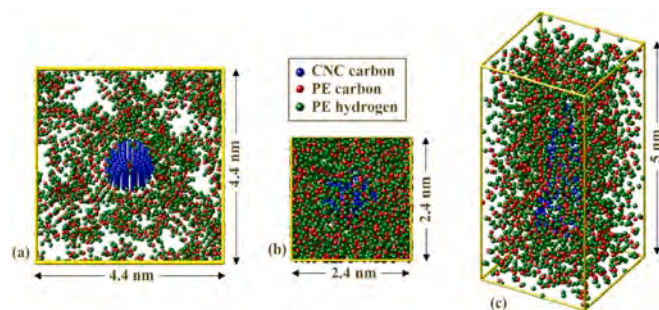 CNC carbon
PE carbon
PE hydrogen
4.4 nm
(a)
4.4 nm
2.4 nm
(b)
2.4 nm
5 nm
(c)